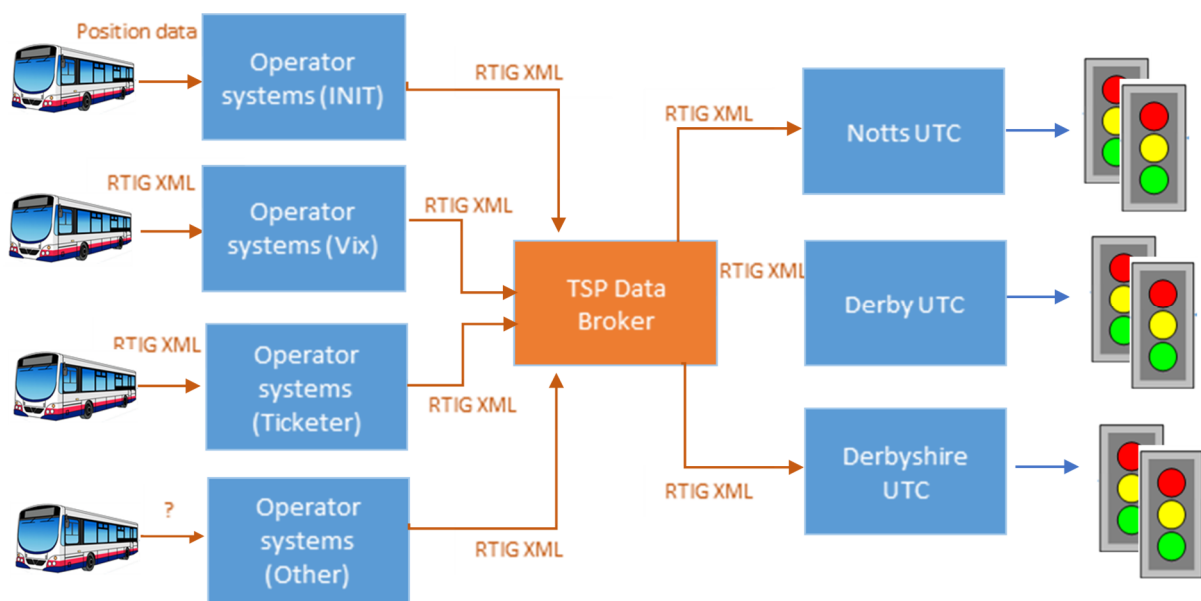 Position data
Operator
systems (INIT)
RTIG XML
RTIG XML
Notts UTC
RTIG XML
Operator
systems (Vix)
RTIG XML
TSP Data
Broker
RTIG XML
Derby UTC
RTIG XML
Operator
systems
(Ticketer)
RTIG XML
RTIG XML
Derbyshire
UTC
?
Operator
systems
(Other)
RTIG XML